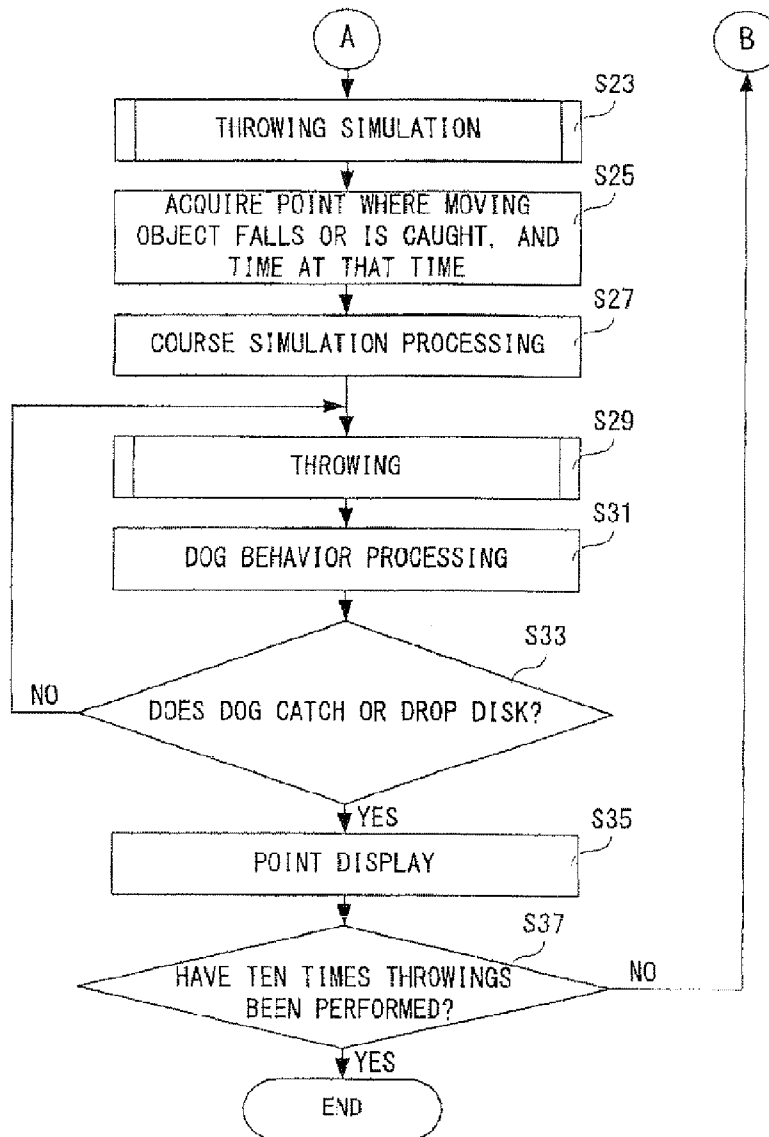 A
B
S23
THROWING SIMULATION
S25
ACQUIRE POINT WHERE MOVING
OBJECT FALLS OR IS CAUGHT, AND
TIME AT THAT TIME
S27
COURSE SIMULATION PROCESSING
S29
THROWING
S31
DOG BEHAVIOR PROCESSING
S33
NO
DOES DOG CATCH OR DROP DISK?
YES
S35
POINT DISPLAY
S37
HAVE TEN TIMES THROWINGS
BEEN PERFORMED?
NO
YES
END